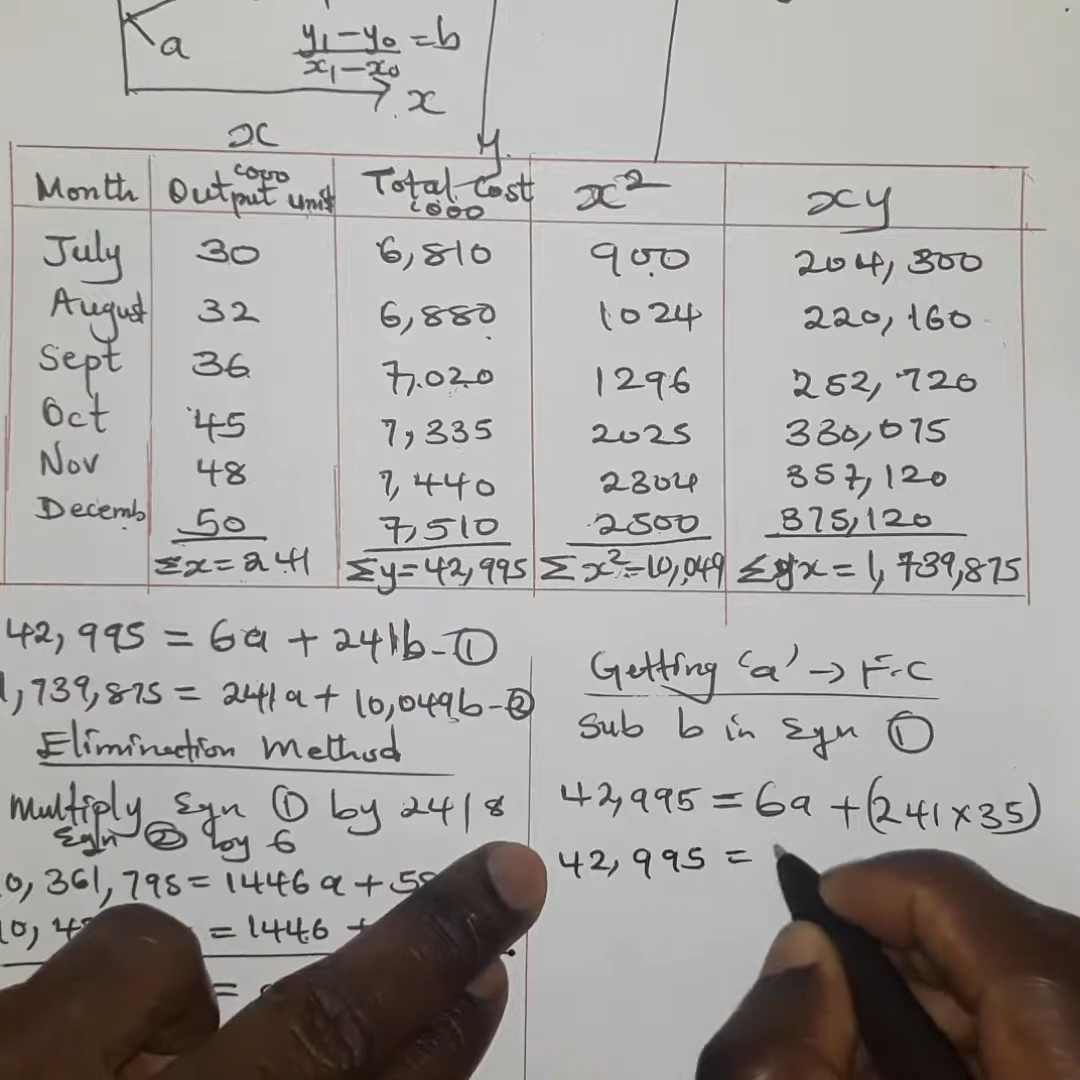 y₁ − y₀ = b
x₁ − x₀
a
x
x y
Month Output unit '000 Total Cost '000 x² xy
July 30 6,810 900 204,300
August 32 6,880 1024 220,160
Sept 36 7,020 1296 252,720
Oct 45 7,335 2025 330,075
Nov 48 7,440 2304 357,120
Decemb 50 7,510 2500 375,120
Σx = 241 Σy = 42,995 Σx² = 10,049 Σyx = 1,739,875
42,995 = 6a + 241b - ①
1,739,875 = 241a + 10,049b - ②
Elimination Method
Multiply Eqn ① by 241 &
Eqn ② by 6
0,361,795 = 1446a +
= 1446 +
=
Getting 'a' → F.C
Sub b in Eqn ①
42,995 = 6a + (241 × 35)
42,995 =